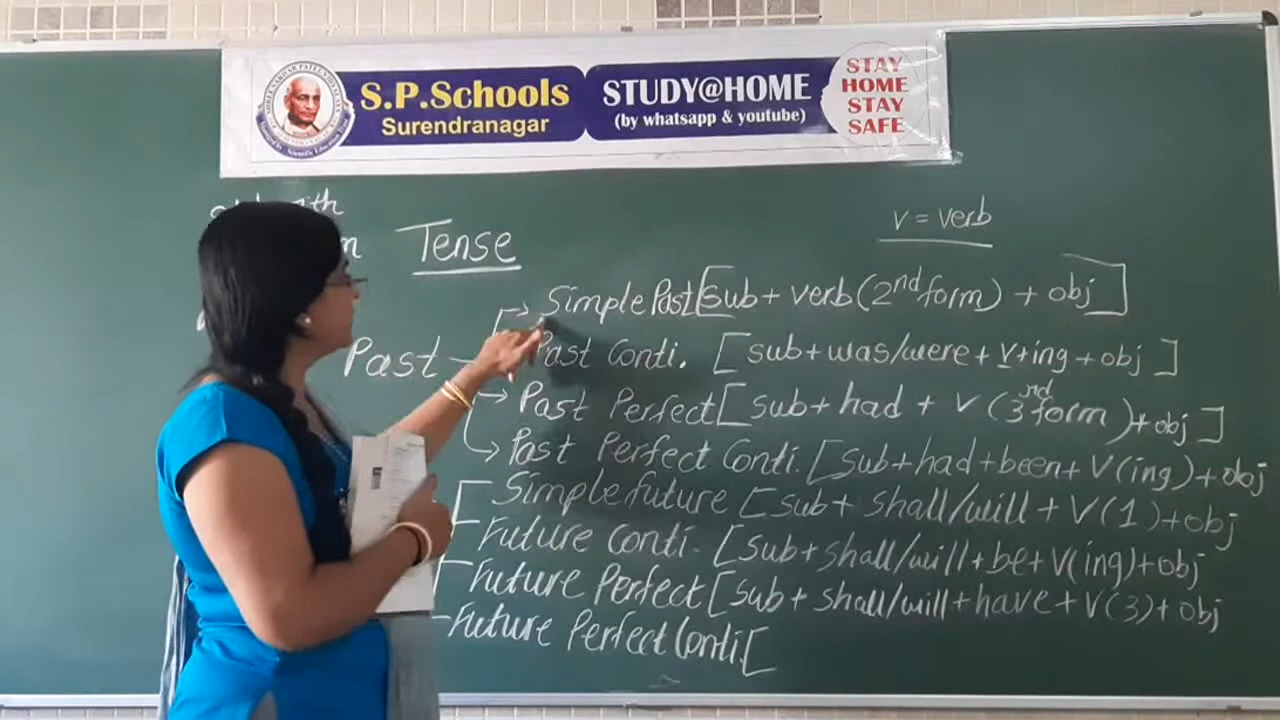 S.P.Schools
Surendranagar
STUDY@HOME
(by whatsapp & youtube)
STAY
HOME
STAY
SAFE
v = verb
Tense
Past
Simple Past [sub + verb (2nd form) + obj]
Past Conti. [sub+was/were + v+ing + obj]
Past Perfect [sub + had + V (3rd form) + obj]
Past Perfect Conti. [sub+had+been+ V(ing)+obj
Simple future [sub + shall/will + V(1)+obj
Future Conti. [sub+shall/will+be+V(ing)+obj
Future Perfect [sub + shall/will+have+V(3)+obj
Future Perfect Conti. [